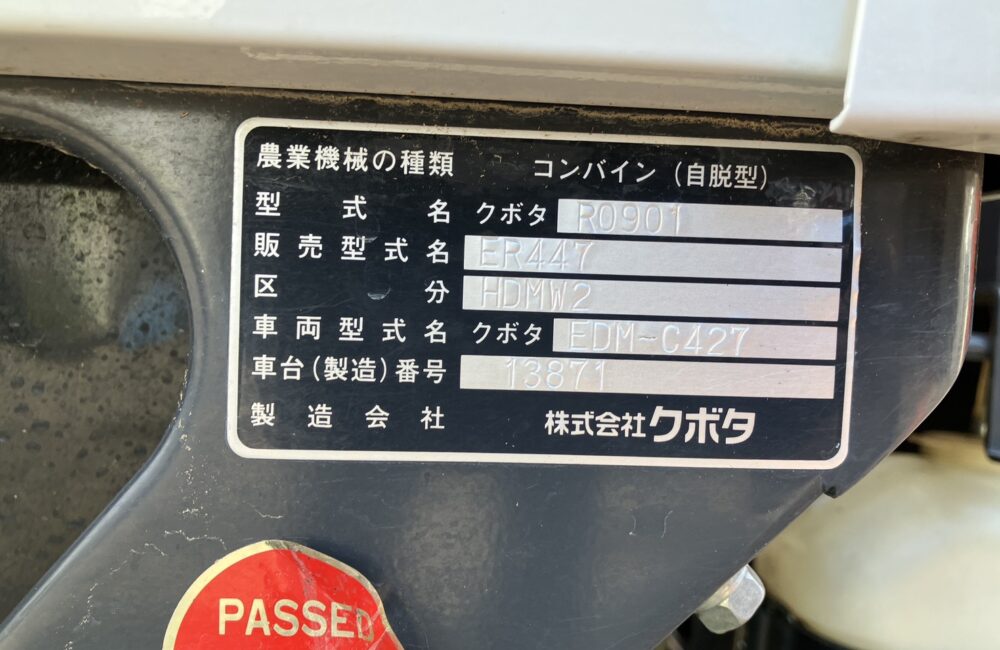 農業機械の種類 コンバイン(自脱型)
型式名 クボタ R0901
販売型式名 ER447
区分 HDMW2
車両型式名 クボタ EDM-C427
車台(製造)番号 13871
製造会社 株式会社クボタ
PASSED